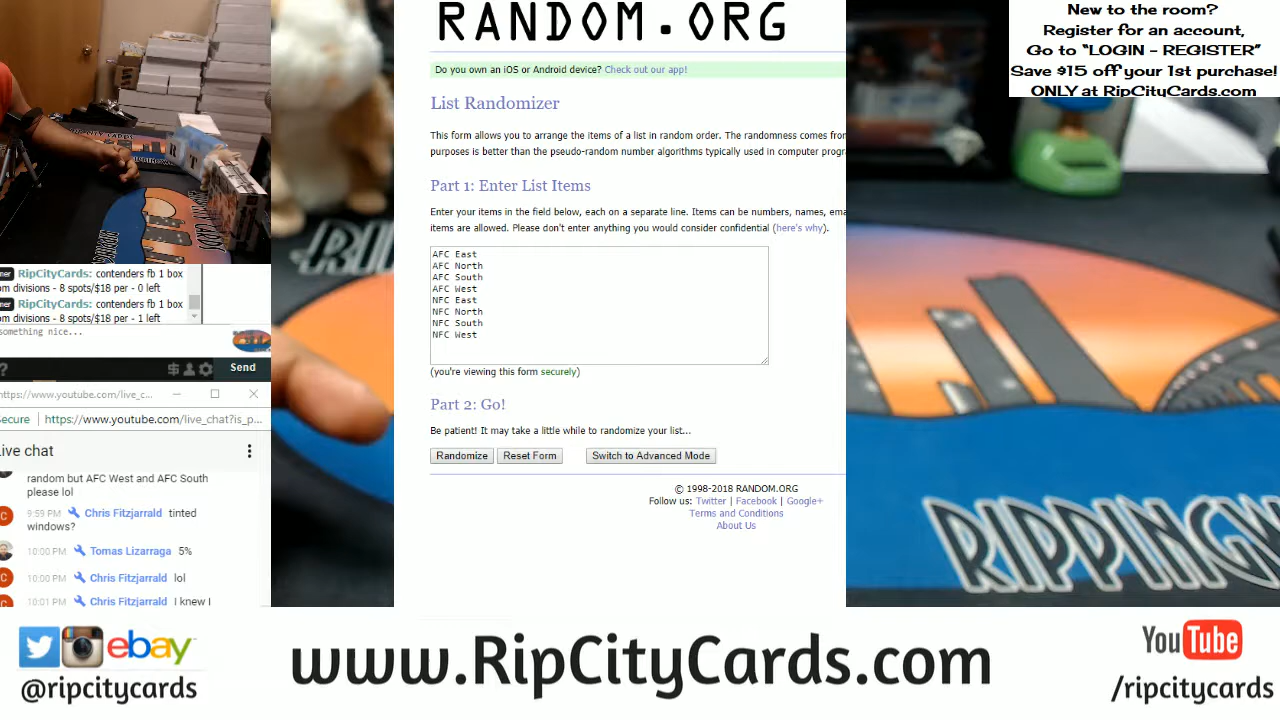 RANDOM.ORG
Do you own an iOS or Android device? Check out our app!
List Randomizer
This form allows you to arrange the items of a list in random order. The randomness comes from
purposes is better than the pseudo-random number algorithms typically used in computer progr
Part 1: Enter List Items
Enter your items in the field below, each on a separate line. Items can be numbers, names, ema
items are allowed. Please don't enter anything you would consider confidential (here's why).
AFC East
AFC North
AFC South
AFC West
NFC East
NFC North
NFC South
NFC West
(you're viewing this form securely)
Part 2: Go!
Be patient! It may take a little while to randomize your list...
Randomize
Reset Form
Switch to Advanced Mode
© 1998-2018 RANDOM.ORG
Follow us: Twitter | Facebook | Google+
Terms and Conditions
About Us
New to the room?
Register for an account,
Go to “LOGIN - REGISTER”
Save $15 off your 1st purchase!
ONLY at RipCityCards.com
RipCityCards: contenders fb 1 box
om divisions - 8 spots/$18 per - 0 left
RipCityCards: contenders fb 1 box
om divisions - 8 spots/$18 per - 1 left
something nice...
Send
https://www.youtube.com/live_c...
ecure https://www.youtube.com/live_chat?is_p...
ive chat
random but AFC West and AFC South
please lol
9:59 PM Chris Fitzjarrald tinted
windows?
10:00 PM Tomas Lizarraga 5%
10:00 PM Chris Fitzjarrald lol
10:01 PM Chris Fitzjarrald I knew I
RIPPINGW
ebay
@ripcitycards
www.RipCityCards.com
YouTube
/ripcitycards